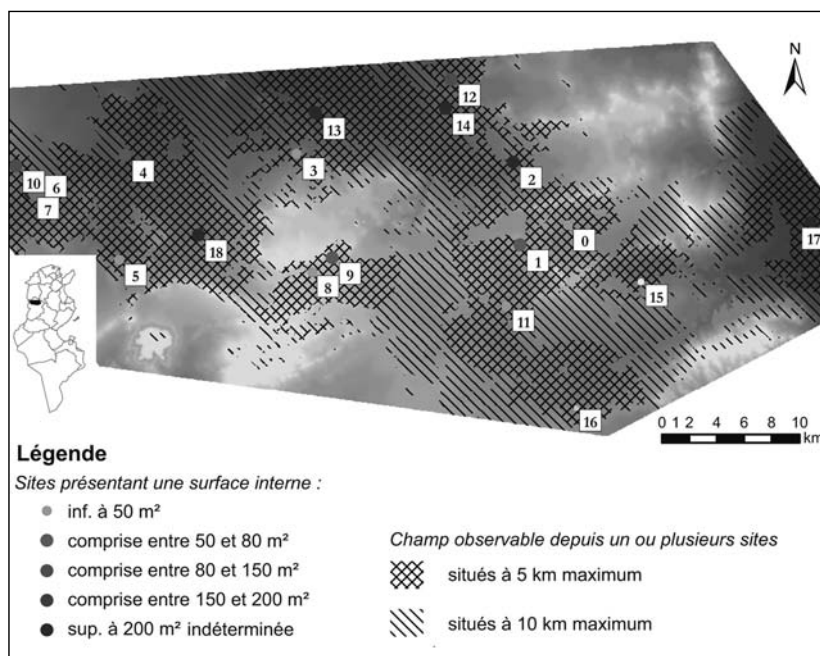 N
12
13
14
3
2
10
6
4
7
0
17
18
1
5
9
8
15
11
16
0 1 2 4 6 8 10
km
Légende
Sites présentant une surface interne :
inf. à 50 m²
comprise entre 50 et 80 m²
comprise entre 80 et 150 m²
comprise entre 150 et 200 m²
sup. à 200 m² indéterminée
Champ observable depuis un ou plusieurs sites
situés à 5 km maximum
situés à 10 km maximum